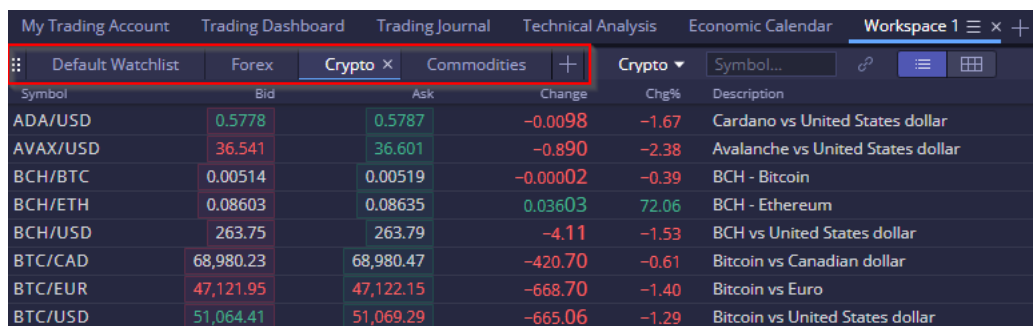 My Trading Account Trading Dashboard Trading Journal Technical Analysis Economic Calendar Workspace 1
Default Watchlist Forex Crypto × Commodities + Crypto ▾ Symbol...
Symbol Bid Ask Change Chg% Description
ADA/USD 0.5778 0.5787 −0.0098 −1.67 Cardano vs United States dollar
AVAX/USD 36.541 36.601 −0.890 −2.38 Avalanche vs United States dollar
BCH/BTC 0.00514 0.00519 −0.00002 −0.39 BCH - Bitcoin
BCH/ETH 0.08603 0.08635 0.03603 72.06 BCH - Ethereum
BCH/USD 263.75 263.79 −4.11 −1.53 BCH vs United States dollar
BTC/CAD 68,980.23 68,980.47 −420.70 −0.61 Bitcoin vs Canadian dollar
BTC/EUR 47,121.95 47,122.15 −668.70 −1.40 Bitcoin vs Euro
BTC/USD 51,064.41 51,069.29 −665.06 −1.29 Bitcoin vs United States dollar